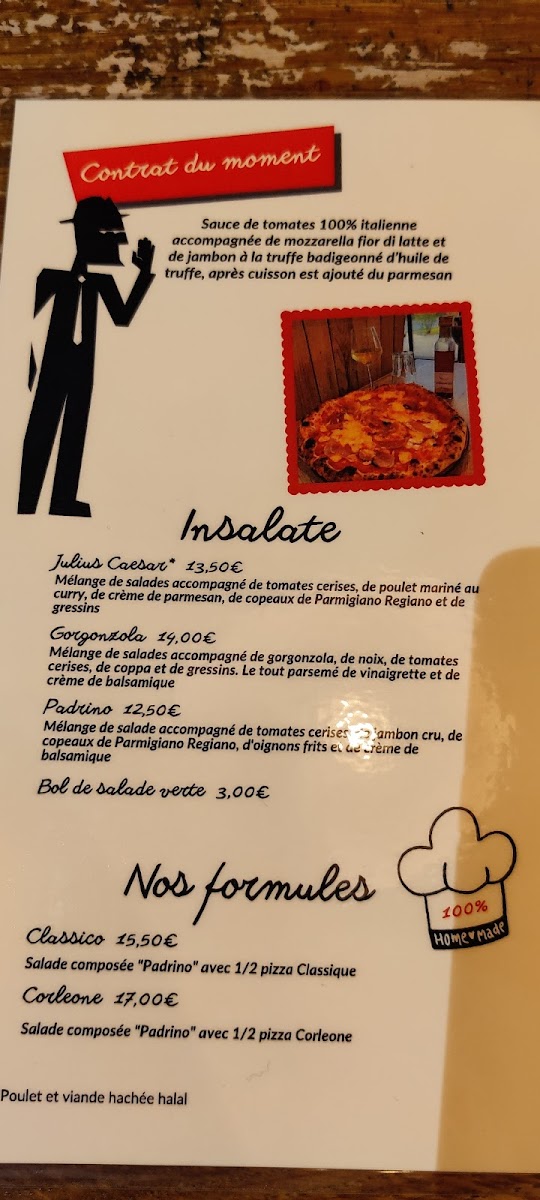 Contrat du moment
Sauce de tomates 100% italienne
accompagnée de mozzarella fior di latte et
de jambon à la truffe badigeonné d'huile de
truffe, après cuisson est ajouté du parmesan
Insalate
Julius Caesar* 13,50€
Mélange de salades accompagné de tomates cerises, de poulet mariné au
curry, de crème de parmesan, de copeaux de Parmigiano Regiano et de
gressins
Gorgonzola 14,00€
Mélange de salades accompagné de gorgonzola, de noix, de tomates
cerises, de coppa et de gressins. Le tout parsemé de vinaigrette et de
crème de balsamique
Padrino 12,50€
Mélange de salade accompagné de tomates cerises, de jambon cru, de
copeaux de Parmigiano Regiano, d'oignons frits et de crème de
balsamique
Bol de salade verte 3,00€
Nos formules
100%
Home♥Made
Classico 15,50€
Salade composée "Padrino" avec 1/2 pizza Classique
Corleone 17,00€
Salade composée "Padrino" avec 1/2 pizza Corleone
Poulet et viande hachée halal